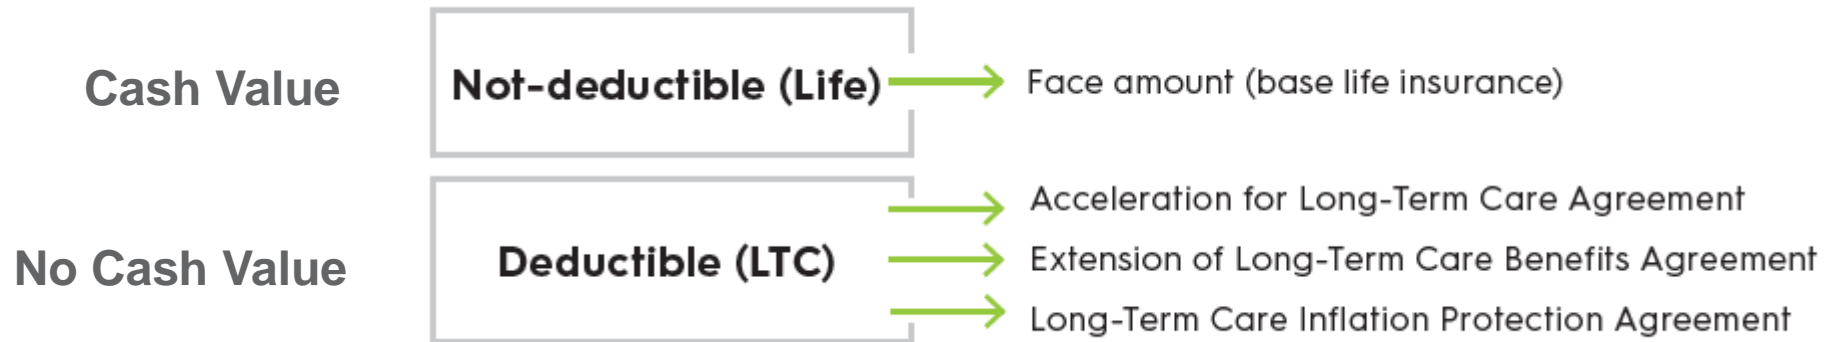 Cash Value
Not-deductible (Life)
Face amount (base life insurance)
No Cash Value
Deductible (LTC)
Acceleration for Long-Term Care Agreement
Extension of Long-Term Care Benefits Agreement
Long-Term Care Inflation Protection Agreement